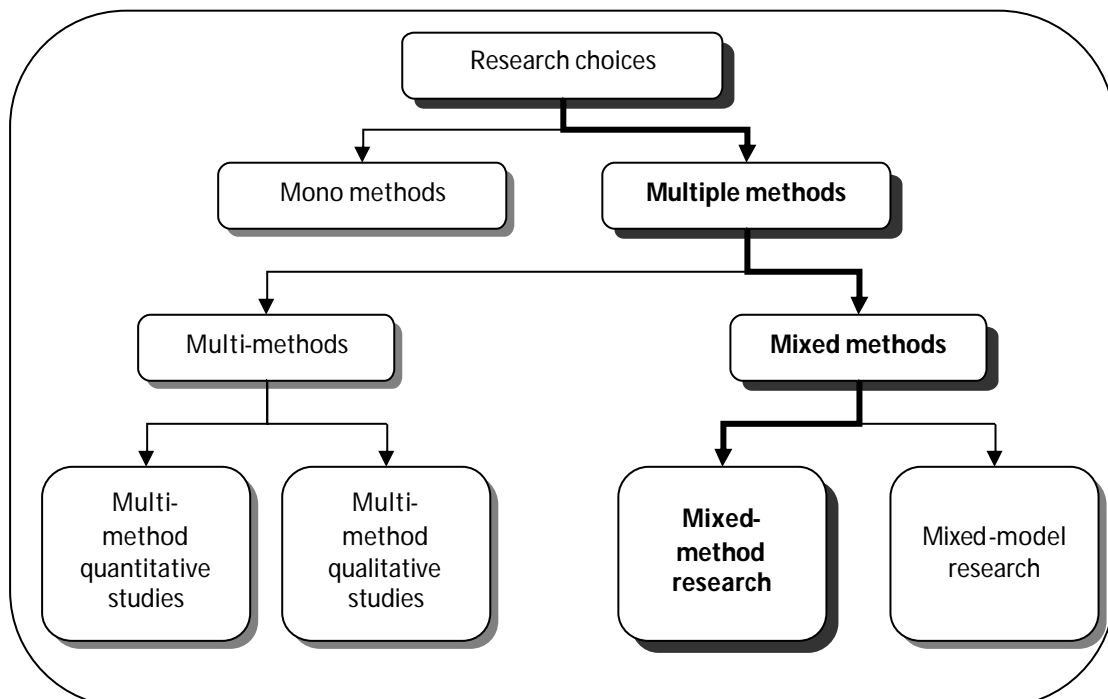 Research choices
Mono methods
Multiple methods
Multi-methods
Mixed methods
Multi-
method
quantitative
studies
Multi-
method
qualitative
studies
Mixed-
method
research
Mixed-model
research